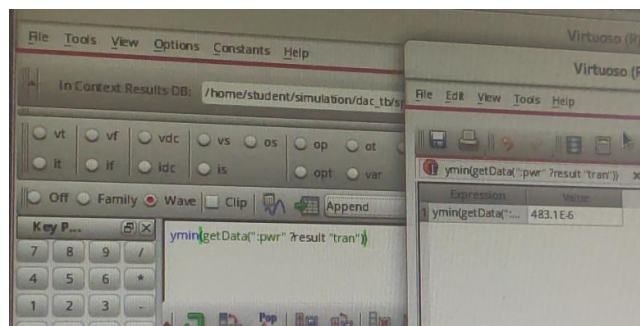 Virtuoso (R)
File Tools View Options Constants Help
Virtuoso (R
In Context Results DB: /home/student/simulation/dac_tb/sp
File Edit View Tools Help
vt vf vdc vs os op ot
it if idc is opt var
ymin(getData(":pwr" ?result "tran"))
Off Family Wave Clip Append
Expression Value
1 ymin(getData(":... 483.1E-6
Key P...
ymin(getData(":pwr" ?result "tran"))
7 8 9 /
4 5 6 *
1 2 3 -
Pop